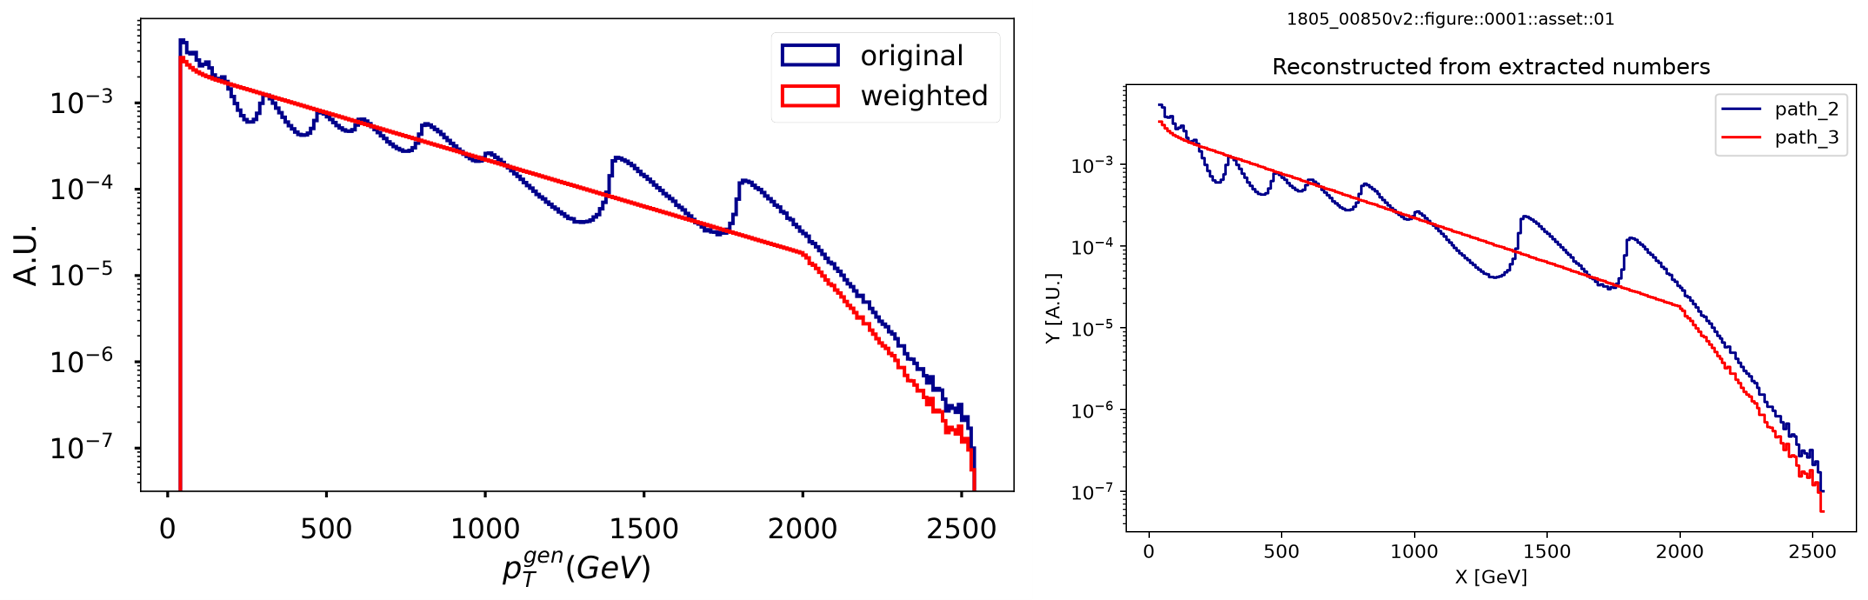 original
weighted
10⁻³
10⁻⁴
10⁻⁵
10⁻⁶
10⁻⁷
A.U.
0 500 1000 1500 2000 2500
p_T^gen(GeV)
1805_00850v2::figure::0001::asset::01
Reconstructed from extracted numbers
path_2
path_3
10⁻³
10⁻⁴
10⁻⁵
10⁻⁶
10⁻⁷
Y [A.U.]
0 500 1000 1500 2000 2500
X [GeV]